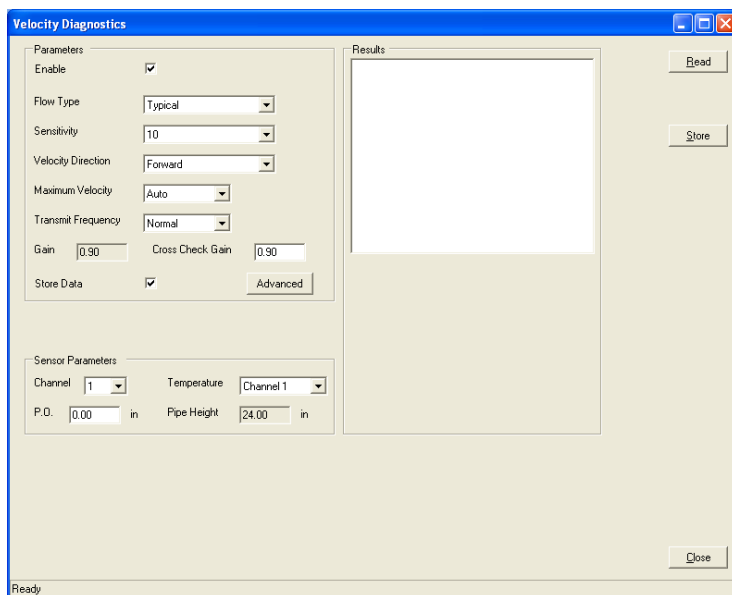 Velocity Diagnostics
Parameters
Enable
Flow Type Typical
Sensitivity 10
Velocity Direction Forward
Maximum Velocity Auto
Transmit Frequency Normal
Gain 0.90 Cross Check Gain 0.90
Store Data Advanced
Sensor Parameters
Channel 1 Temperature Channel 1
P.O. 0.00 in Pipe Height 24.00 in
Results
Read
Store
Close
Ready